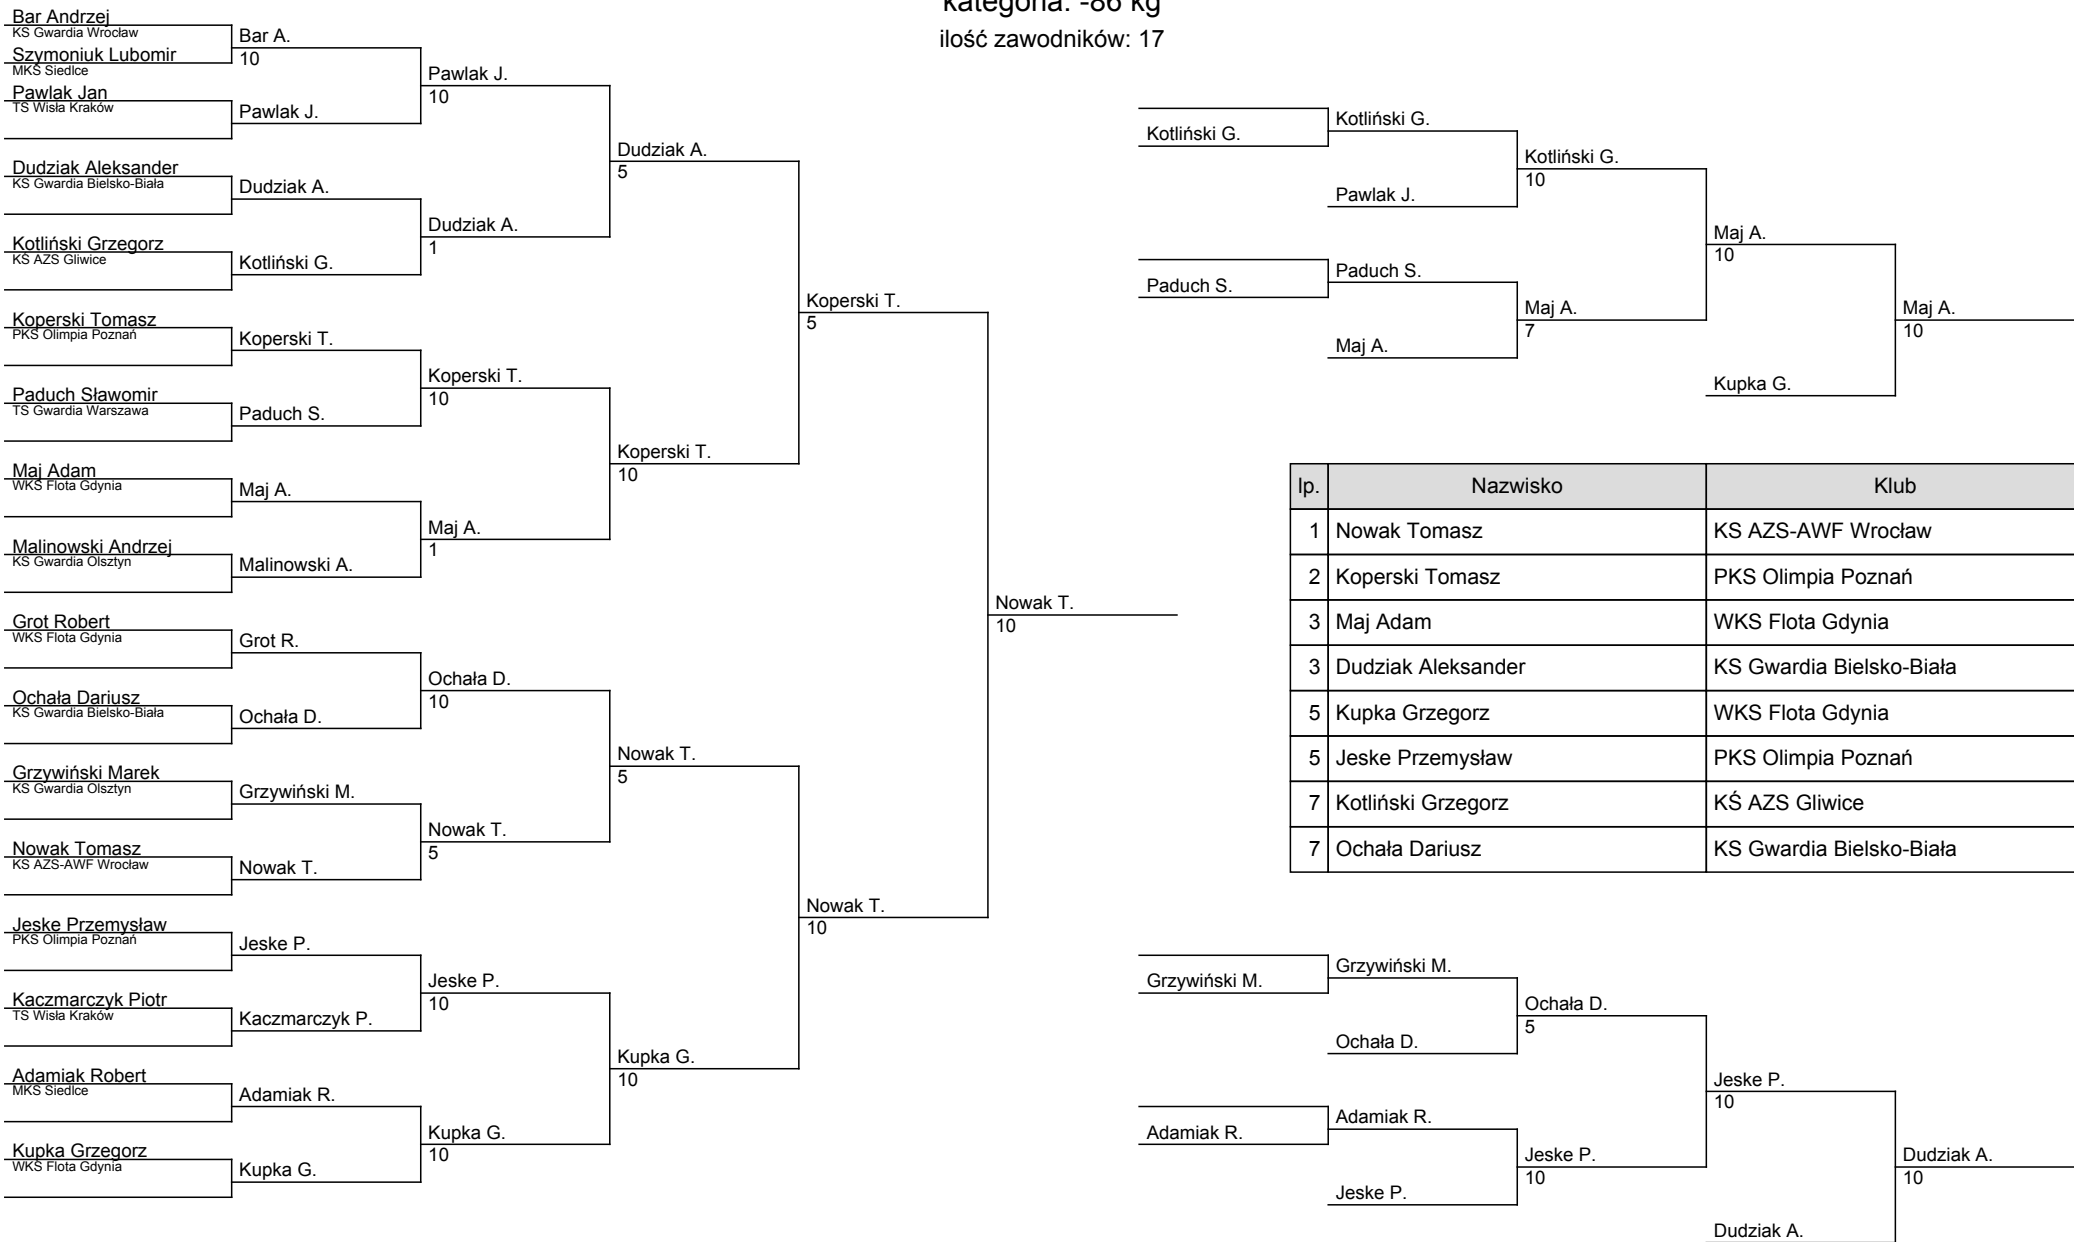 kategoria: -86 kg
ilość zawodników: 17
Bar Andrzej
KS Gwardia Wrocław
Szymoniuk Lubomir
MKS Siedlce
Pawlak Jan
TS Wisła Kraków
Dudziak Aleksander
KS Gwardia Bielsko-Biała
Kotliński Grzegorz
KŚ AZS Gliwice
Koperski Tomasz
PKS Olimpia Poznań
Paduch Sławomir
TS Gwardia Warszawa
Maj Adam
WKS Flota Gdynia
Malinowski Andrzej
KS Gwardia Olsztyn
Grot Robert
WKS Flota Gdynia
Ochała Dariusz
KS Gwardia Bielsko-Biała
Grzywiński Marek
KS Gwardia Olsztyn
Nowak Tomasz
KS AZS-AWF Wrocław
Jeske Przemysław
PKS Olimpia Poznań
Kaczmarczyk Piotr
TS Wisła Kraków
Adamiak Robert
MKS Siedlce
Kupka Grzegorz
WKS Flota Gdynia
Bar A.
10
Pawlak J.
Dudziak A.
Kotliński G.
Koperski T.
Paduch S.
Maj A.
Malinowski A.
Grot R.
Ochała D.
Grzywiński M.
Nowak T.
Jeske P.
Kaczmarczyk P.
Adamiak R.
Kupka G.
Pawlak J.
10
Dudziak A.
1
Koperski T.
10
Maj A.
1
Ochała D.
10
Nowak T.
5
Jeske P.
10
Kupka G.
10
Dudziak A.
5
Koperski T.
10
Nowak T.
5
Kupka G.
10
Koperski T.
5
Nowak T.
10
Nowak T.
10
Kotliński G.
Paduch S.
Kotliński G.
Pawlak J.
Paduch S.
Maj A.
Kotliński G.
10
Maj A.
7
Maj A.
10
Kupka G.
Maj A.
10
lp. Nazwisko Klub
1 Nowak Tomasz KS AZS-AWF Wrocław
2 Koperski Tomasz PKS Olimpia Poznań
3 Maj Adam WKS Flota Gdynia
3 Dudziak Aleksander KS Gwardia Bielsko-Biała
5 Kupka Grzegorz WKS Flota Gdynia
5 Jeske Przemysław PKS Olimpia Poznań
7 Kotliński Grzegorz KŚ AZS Gliwice
7 Ochała Dariusz KS Gwardia Bielsko-Biała
Grzywiński M.
Adamiak R.
Grzywiński M.
Ochała D.
Adamiak R.
Jeske P.
Ochała D.
5
Jeske P.
10
Jeske P.
10
Dudziak A.
Dudziak A.
10